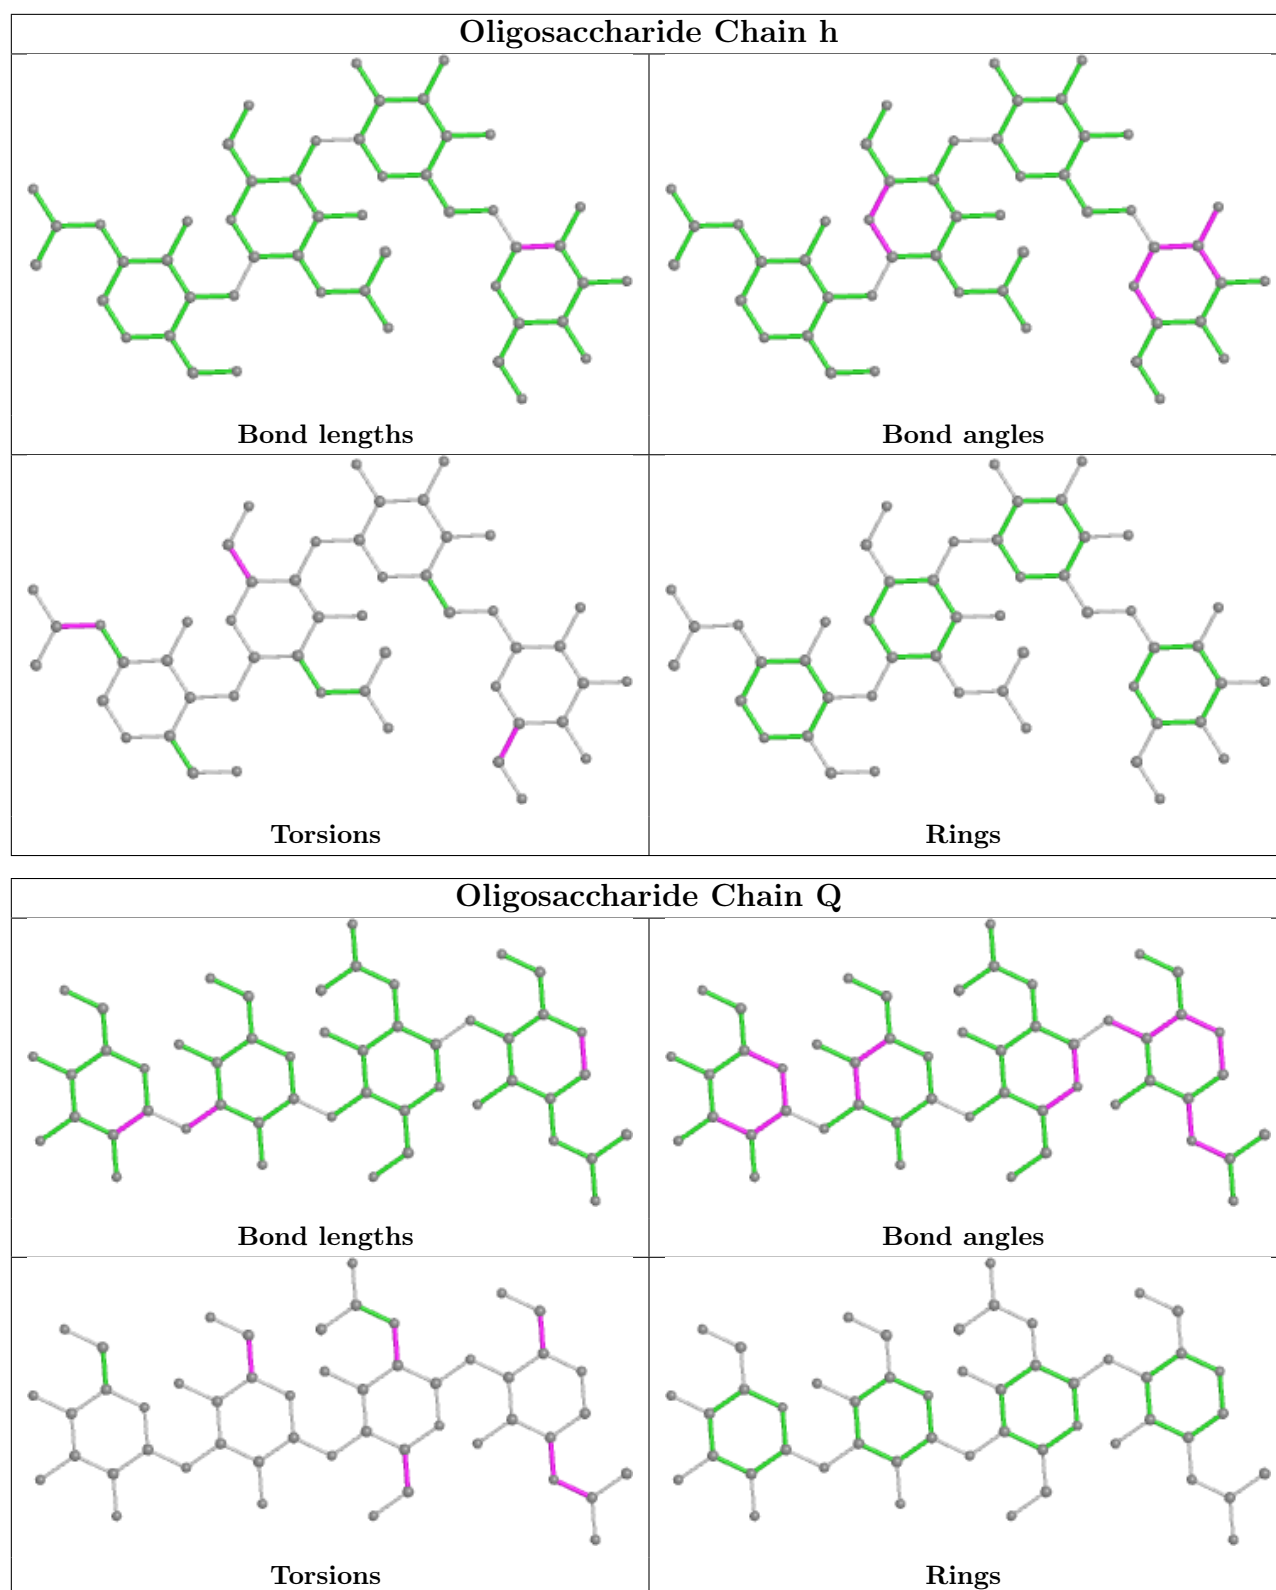 Oligosaccharide Chain h
Bond lengths
Bond angles
Torsions
Rings
Oligosaccharide Chain Q
Bond lengths
Bond angles
Torsions
Rings